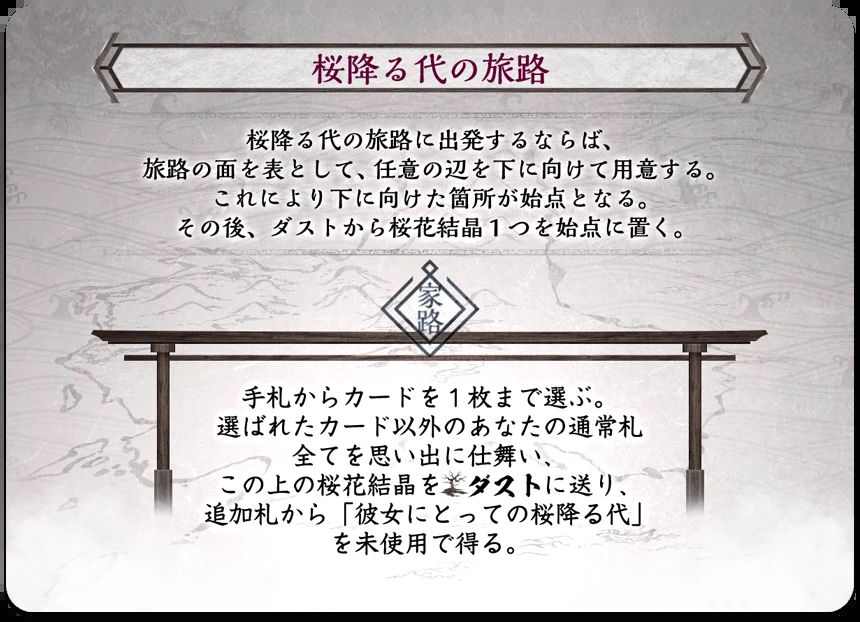 桜降る代の旅路
桜降る代の旅路に出発するならば、
旅路の面を表として、任意の辺を下に向けて用意する。
これにより下に向けた箇所が始点となる。
その後、ダストから桜花結晶1つを始点に置く。
家路
手札からカードを1枚まで選ぶ。
選ばれたカード以外のあなたの通常札
全てを思い出に仕舞い、
この上の桜花結晶をダストに送り、
追加札から「彼女にとっての桜降る代」
を未使用で得る。